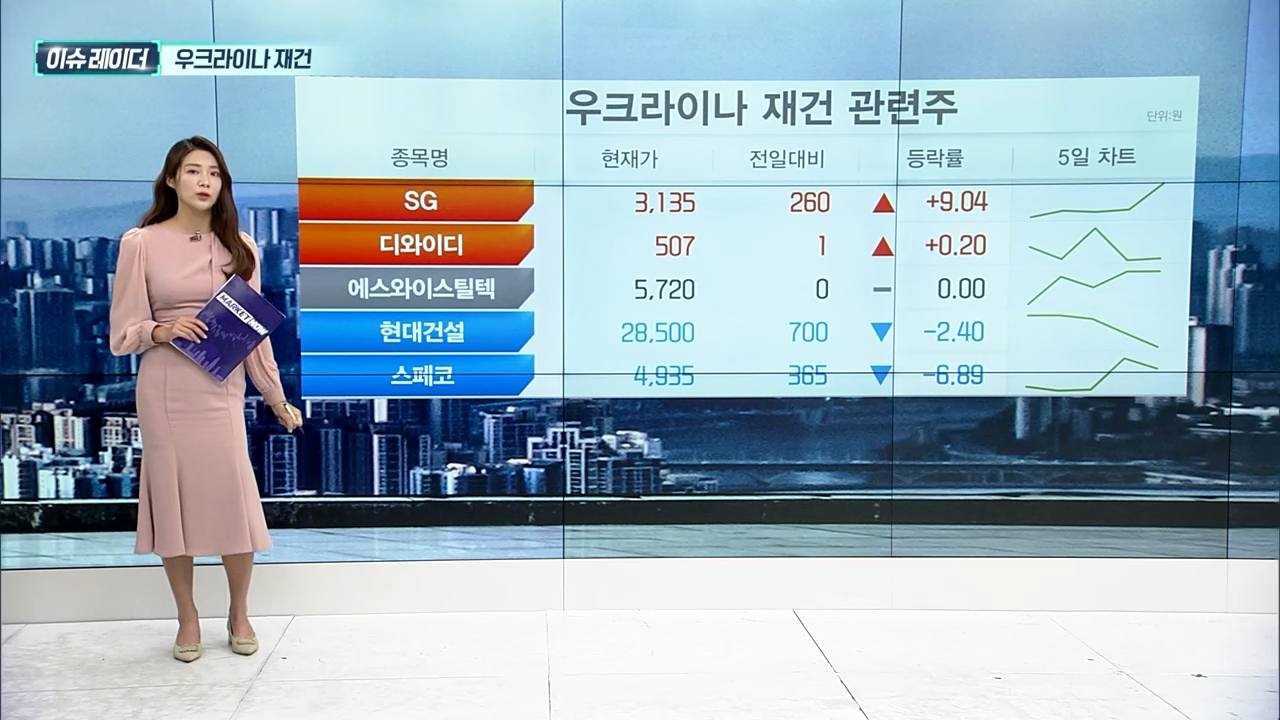 이슈 레이더 우크라이나 재건
우크라이나 재건 관련주
단위:원
종목명 현재가 전일대비 등락률 5일 차트
SG 3,135 260 ▲ +9.04
디와이디 507 1 ▲ +0.20
에스와이스틸텍 5,720 0 - 0.00
현대건설 28,500 700 ▼ -2.40
스페코 4,935 365 ▼ -6.89
MARKET NOW